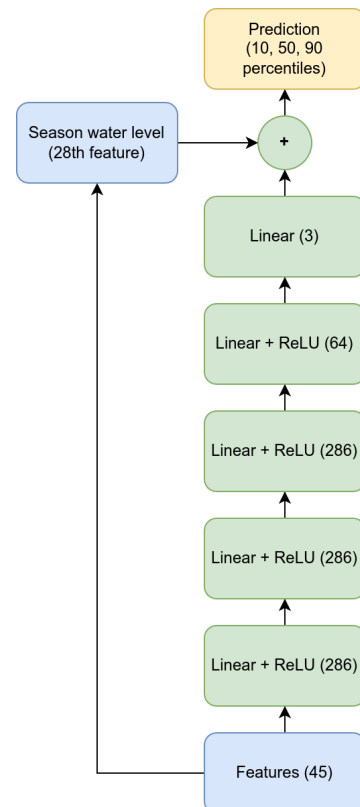 Prediction
(10, 50, 90
percentiles)
Season water level
(28th feature)
+
Linear (3)
Linear + ReLU (64)
Linear + ReLU (286)
Linear + ReLU (286)
Linear + ReLU (286)
Features (45)